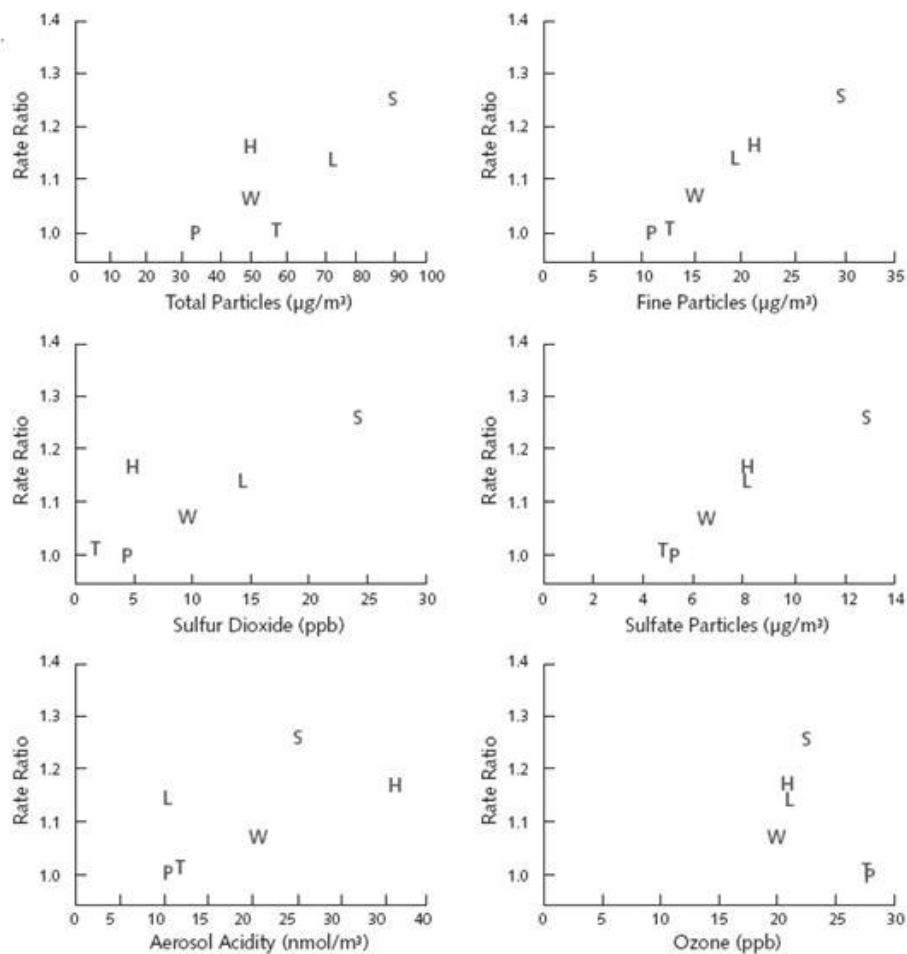 1.4
1.3
1.2
1.1
1.0
Rate Ratio
S
H
L
W
P
T
0 10 20 30 40 50 60 70 80 90 100
Total Particles (µg/m³)
1.4
1.3
1.2
1.1
1.0
Rate Ratio
S
H
L
W
T
P
0 5 10 15 20 25 30 35
Fine Particles (µg/m³)
1.4
1.3
1.2
1.1
1.0
Rate Ratio
S
H
L
W
T
P
0 5 10 15 20 25 30
Sulfur Dioxide (ppb)
1.4
1.3
1.2
1.1
1.0
Rate Ratio
S
H
L
W
T
P
0 2 4 6 8 10 12 14
Sulfate Particles (µg/m³)
1.4
1.3
1.2
1.1
1.0
Rate Ratio
S
H
L
W
T
P
0 5 10 15 20 25 30 35 40
Aerosol Acidity (nmol/m³)
1.4
1.3
1.2
1.1
1.0
Rate Ratio
S
H
L
W
T
P
0 5 10 15 20 25 30
Ozone (ppb)